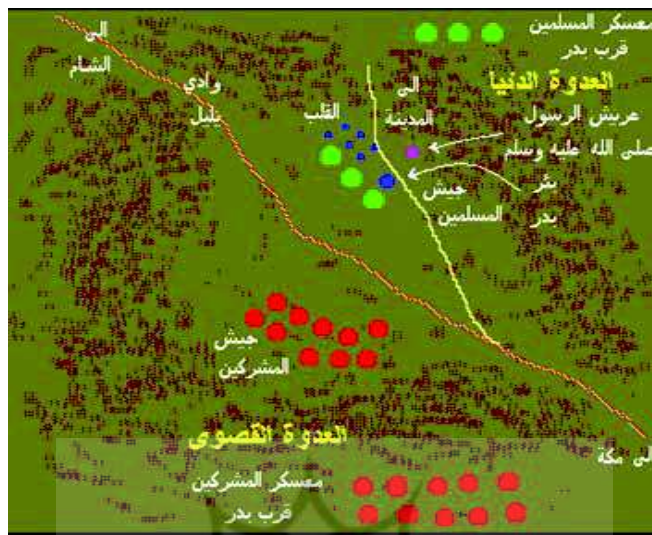 معسكر المسلمين
قرب بدر
العدوة الدنيا
الى
الشام
وادي
يليل
القلب
الى
المدينة
عريش الرسول
صلى الله عليه وسلم
بئر
بدر
جيش
المسلمين
جيش
المشركين
العدوة القصوى
الى مكة
معسكر المشركين
قرب بدر